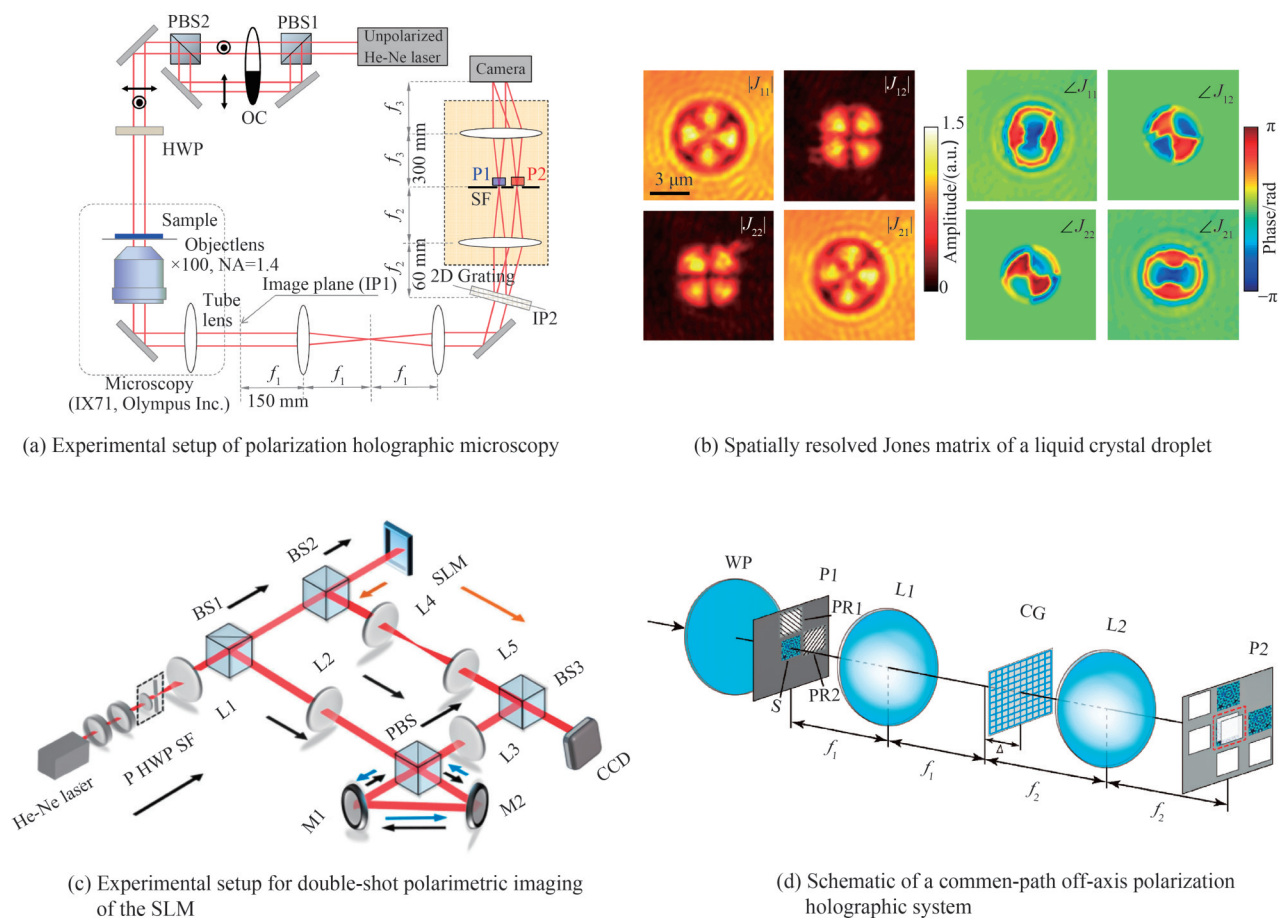 PBS2
PBS1
Unpolarized
He-Ne laser
OC
HWP
Sample
Objectlens
×100, NA=1.4
Tube
lens
Image plane (IP1)
Microscopy
(IX71, Olympus Inc.)
f1
f1
f1
150 mm
Camera
f3
f3
300 mm
P1
P2
SF
f2
f2
60 mm
2D Grating
IP2
(a) Experimental setup of polarization holographic microscopy
|J11|
|J12|
3 μm
|J22|
|J21|
1.5
Amplitude/(a.u.)
0
∠J11
∠J12
∠J22
∠J21
π
Phase/rad
−π
(b) Spatially resolved Jones matrix of a liquid crystal droplet
He-Ne laser
P HWP SF
L1
BS1
BS2
SLM
L4
L2
L5
BS3
PBS
L3
CCD
M1
M2
(c) Experimental setup for double-shot polarimetric imaging
of the SLM
WP
P1
PR1
PR2
S
L1
CG
L2
P2
Δ
f1
f1
f2
f2
(d) Schematic of a commen-path off-axis polarization
holographic system